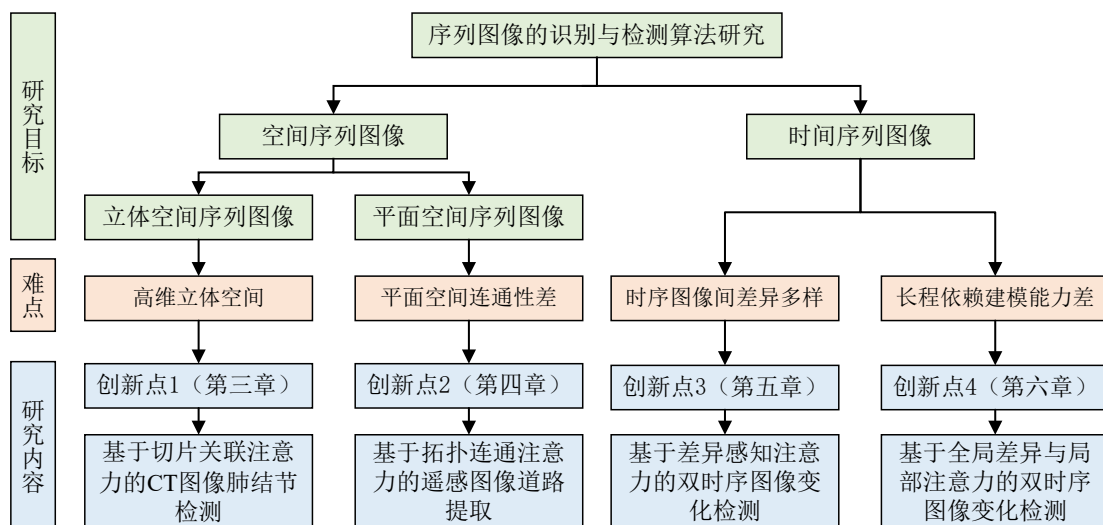 序列图像的识别与检测算法研究
研究目标
空间序列图像
时间序列图像
立体空间序列图像
平面空间序列图像
难点
高维立体空间
平面空间连通性差
时序图像间差异多样
长程依赖建模能力差
研究内容
创新点1（第三章）
创新点2（第四章）
创新点3（第五章）
创新点4（第六章）
基于切片关联注意
力的CT图像肺结节
检测
基于拓扑连通注意
力的遥感图像道路
提取
基于差异感知注意
力的双时序图像变
化检测
基于全局差异与局
部注意力的双时序
图像变化检测